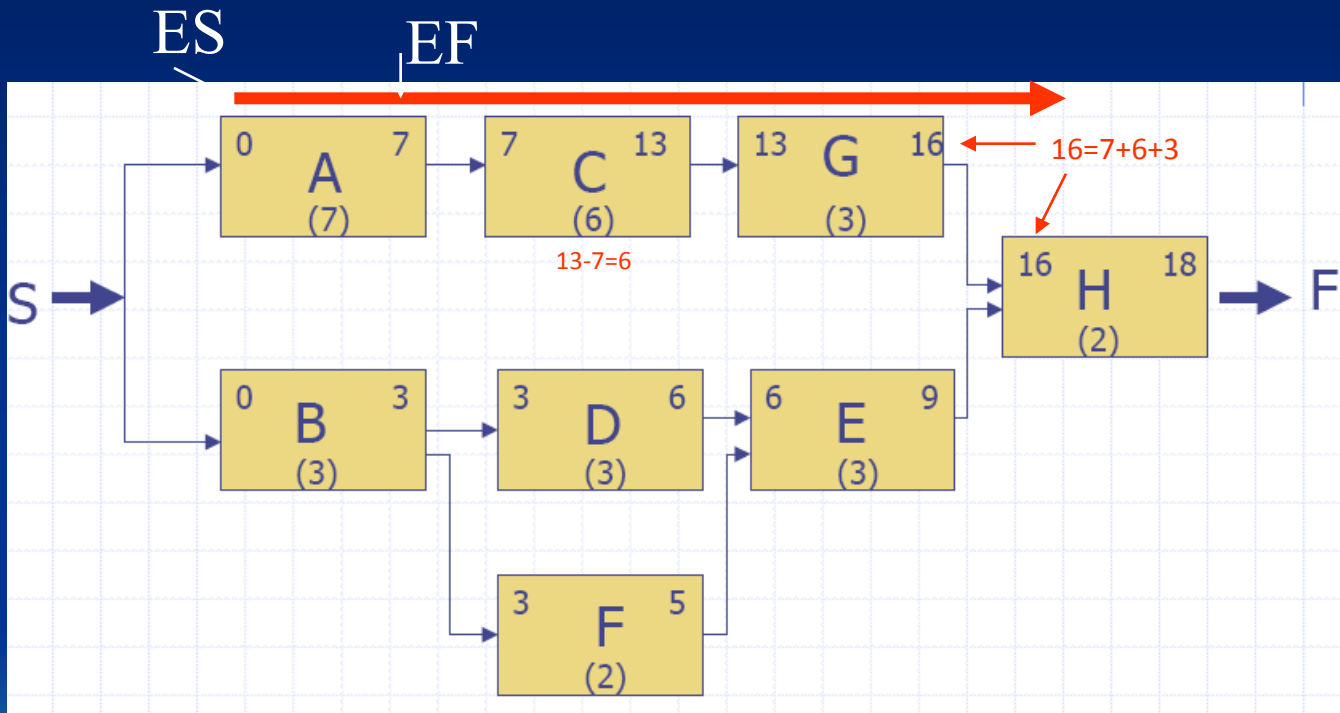 ES
EF
0 7
A
(7)
7 13
C
(6)
13 16
G
(3)
16=7+6+3
13-7=6
S
16 18
H
(2)
F
0 3
B
(3)
3 6
D
(3)
6 9
E
(3)
3 5
F
(2)